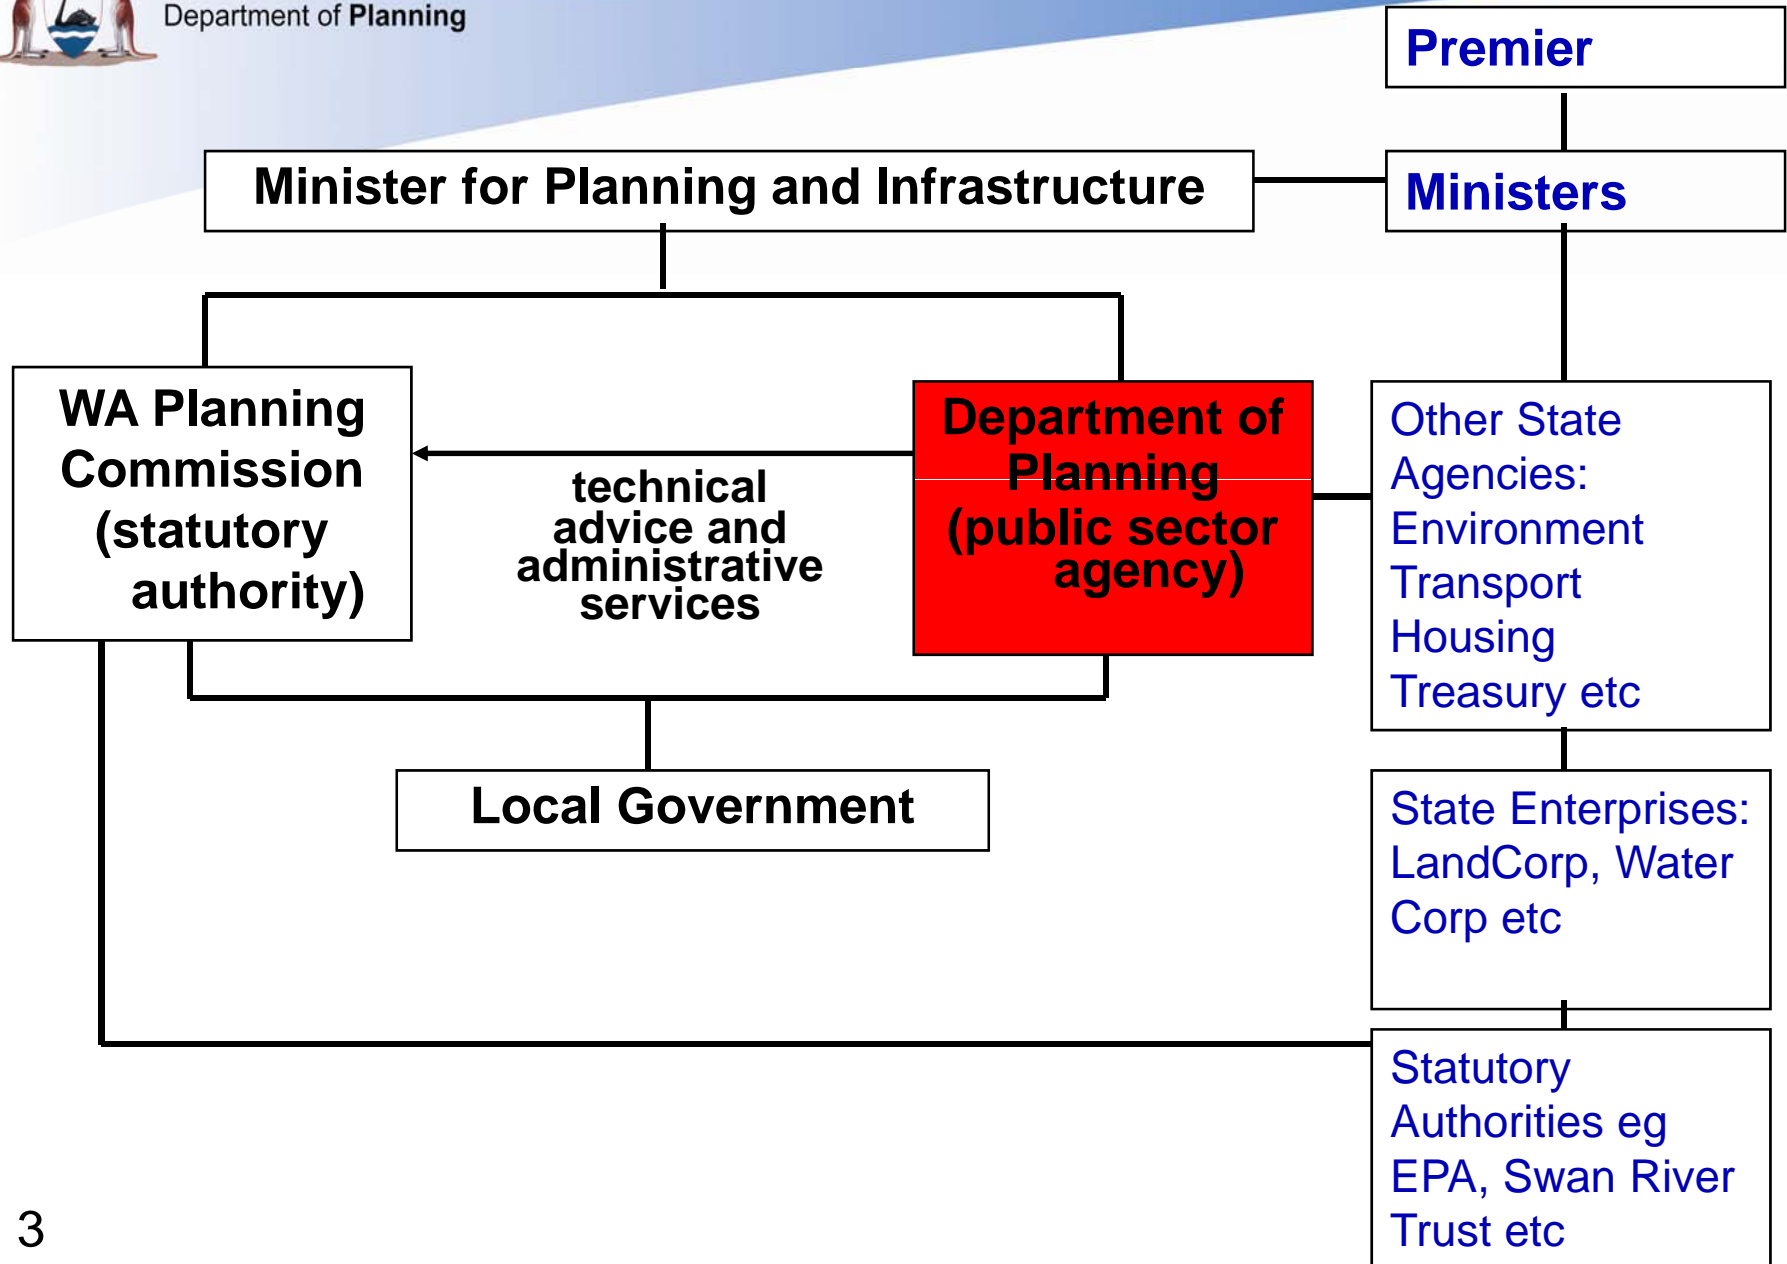 Department of Planning
Premier
Minister for Planning and Infrastructure
Ministers
WA Planning
Commission
(statutory
authority)
technical
advice and
administrative
services
Department of
Planning
(public sector
agency)
Other State
Agencies:
Environment
Transport
Housing
Treasury etc
Local Government
State Enterprises:
LandCorp, Water
Corp etc
Statutory
Authorities eg
EPA, Swan River
Trust etc
3